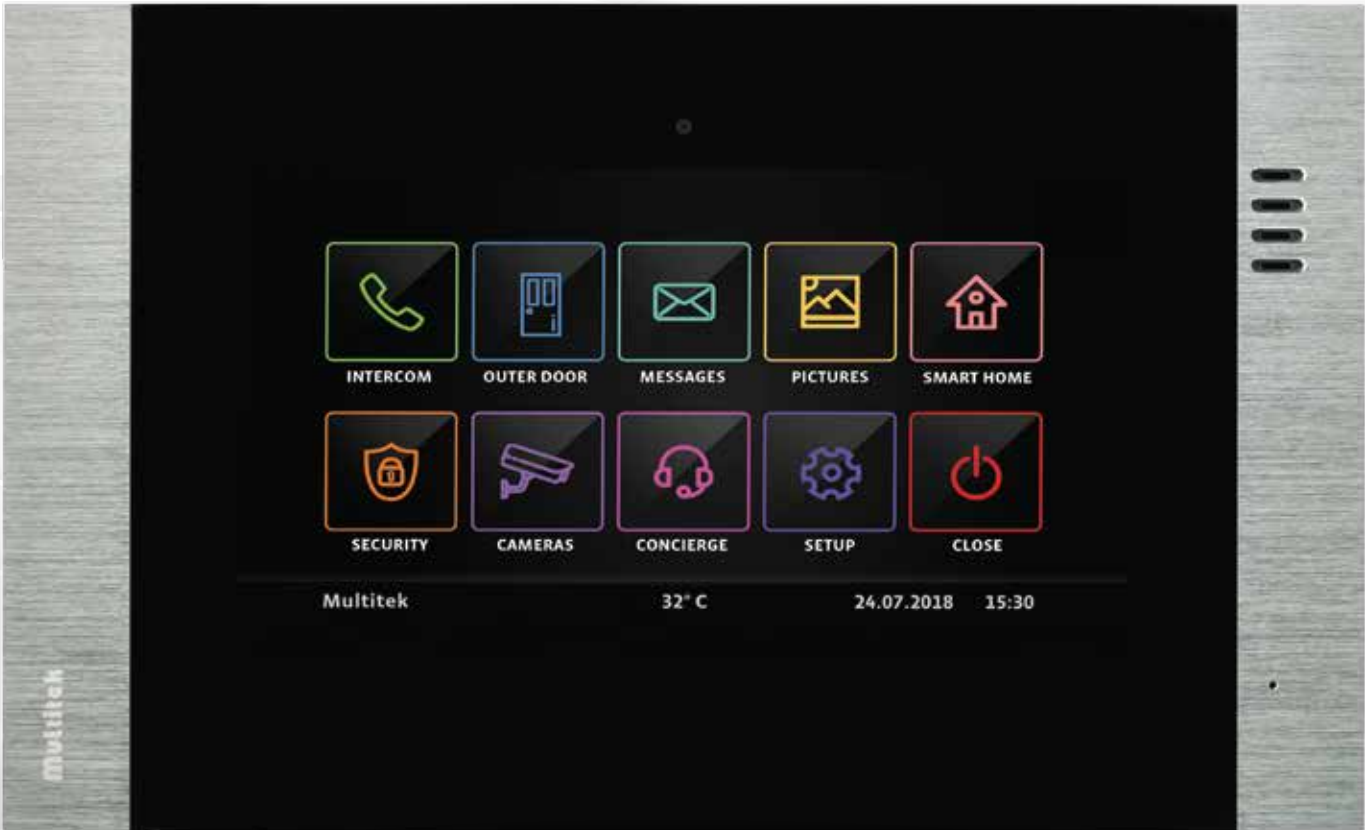 INTERCOM OUTER DOOR MESSAGES PICTURES SMART HOME
SECURITY CAMERAS CONCIERGE SETUP CLOSE
Multitek 32° C 24.07.2018 15:30
multitek